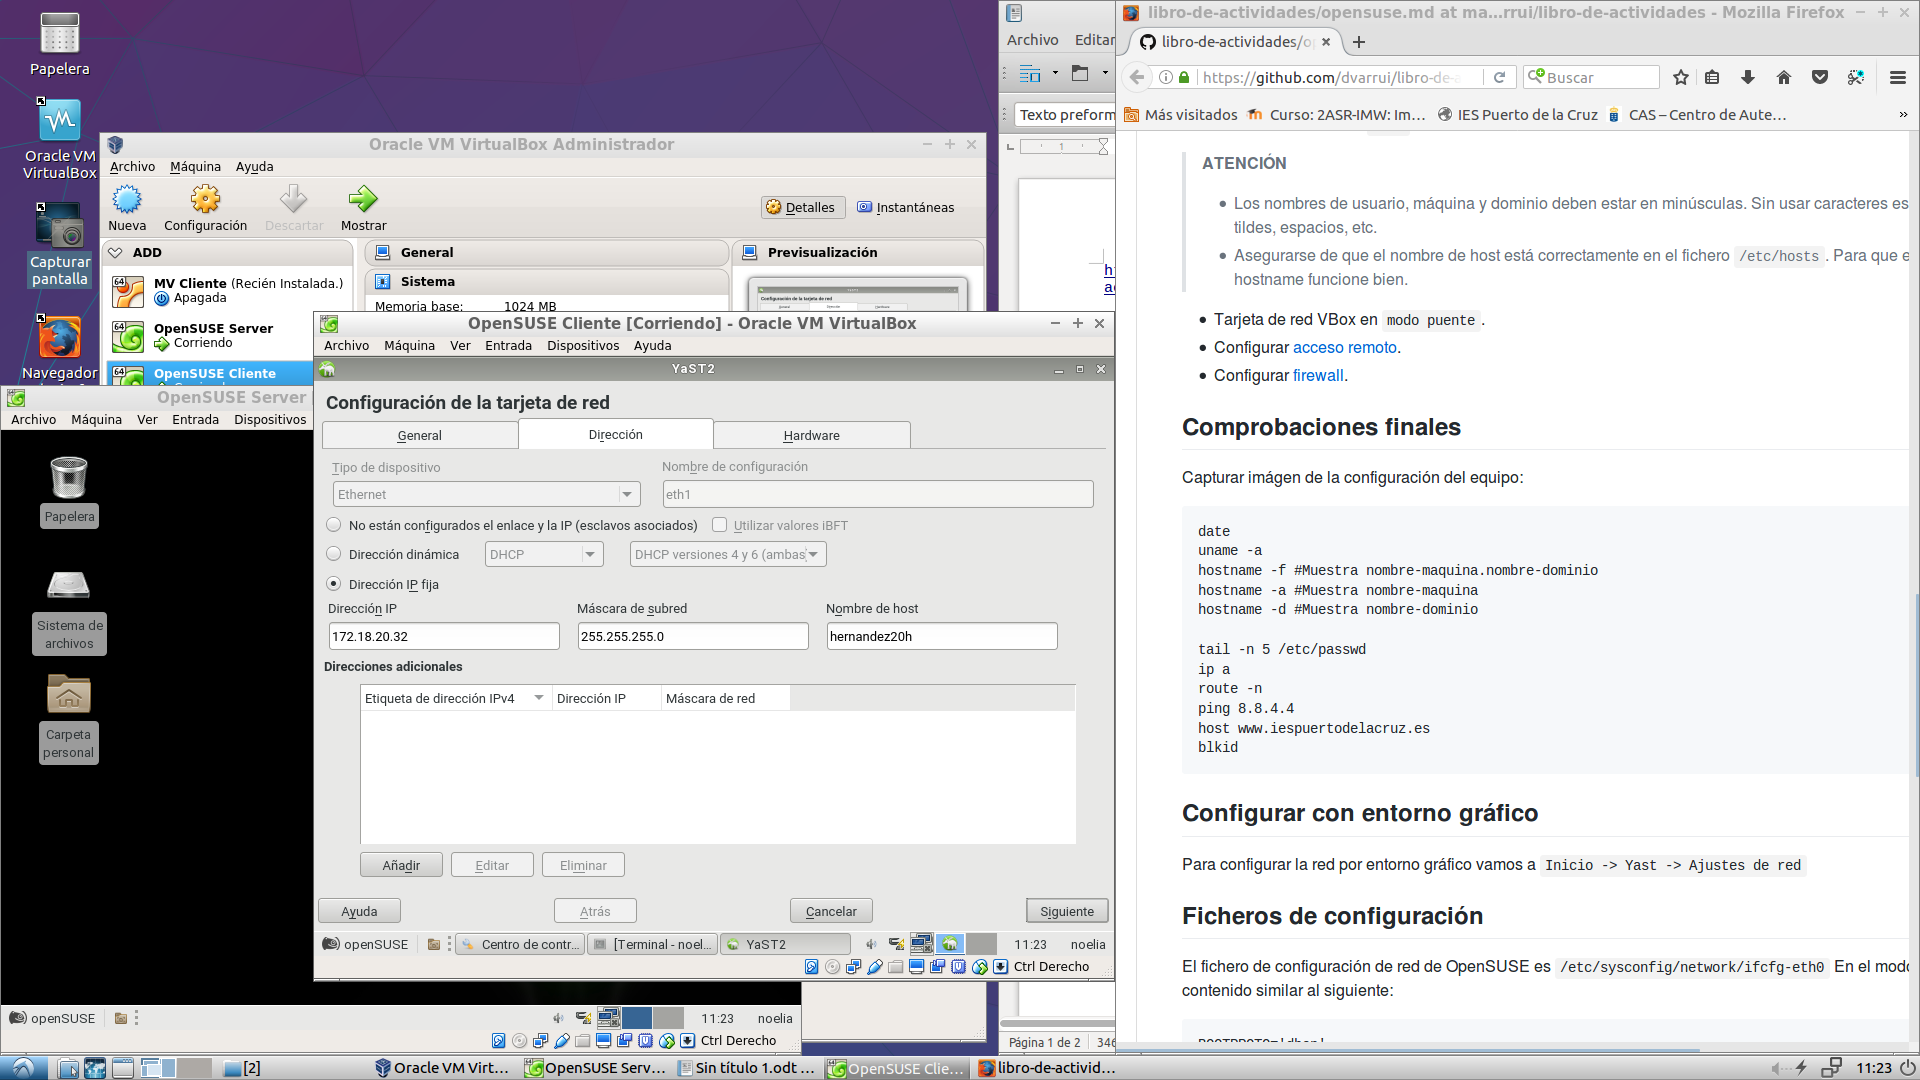 Papelera
Oracle VM
VirtualBox
Capturar
pantalla
Navegador
Oracle VM VirtualBox Administrador
Archivo Máquina Ayuda
Nueva Configuración Descartar Mostrar
Detalles Instantáneas
ADD
MV Cliente (Recién Instalada.)
Apagada
OpenSUSE Server
Corriendo
OpenSUSE Cliente
General
Sistema
Memoria base: 1024 MB
Previsualización
OpenSUSE Server
Archivo Máquina Ver Entrada Dispositivos
Papelera
Sistema de
archivos
Carpeta
personal
openSUSE 11:23 noelia
Ctrl Derecho
OpenSUSE Cliente [Corriendo] - Oracle VM VirtualBox
Archivo Máquina Ver Entrada Dispositivos Ayuda
YaST2
Configuración de la tarjeta de red
General Dirección Hardware
Tipo de dispositivo Nombre de configuración
Ethernet eth1
No están configurados el enlace y la IP (esclavos asociados) Utilizar valores iBFT
Dirección dinámica DHCP DHCP versiones 4 y 6 (ambas
Dirección IP fija
Dirección IP Máscara de subred Nombre de host
172.18.20.32 255.255.255.0 hernandez20h
Direcciones adicionales
Etiqueta de dirección IPv4 Dirección IP Máscara de red
Añadir Editar Eliminar
Ayuda Atrás Cancelar Siguiente
openSUSE Centro de contr... [Terminal - noel... YaST2 11:23 noelia
Ctrl Derecho
Archivo Editar
Texto preform
1
Página 1 de 2 346
libro-de-actividades/opensuse.md at ma...rrui/libro-de-actividades - Mozilla Firefox
libro-de-actividades/o
https://github.com/dvarrui/libro-de-a
Buscar
Más visitados Curso: 2ASR-IMW: Im... IES Puerto de la Cruz CAS – Centro de Aute... »
ATENCIÓN
Los nombres de usuario, máquina y dominio deben estar en minúsculas. Sin usar caracteres es
tildes, espacios, etc.
Asegurarse de que el nombre de host está correctamente en el fichero /etc/hosts. Para que e
hostname funcione bien.
Tarjeta de red VBox en modo puente.
Configurar acceso remoto.
Configurar firewall.
Comprobaciones finales
Capturar imágen de la configuración del equipo:
date
uname -a
hostname -f #Muestra nombre-maquina.nombre-dominio
hostname -a #Muestra nombre-maquina
hostname -d #Muestra nombre-dominio
tail -n 5 /etc/passwd
ip a
route -n
ping 8.8.4.4
host www.iespuertodelacruz.es
blkid
Configurar con entorno gráfico
Para configurar la red por entorno gráfico vamos a Inicio -> Yast -> Ajustes de red
Ficheros de configuración
El fichero de configuración de red de OpenSUSE es /etc/sysconfig/network/ifcfg-eth0 En el modo
contenido similar al siguiente:
[2] Oracle VM Virt... OpenSUSE Serv... Sin título 1.odt ... OpenSUSE Clie... libro-de-activid... 11:23